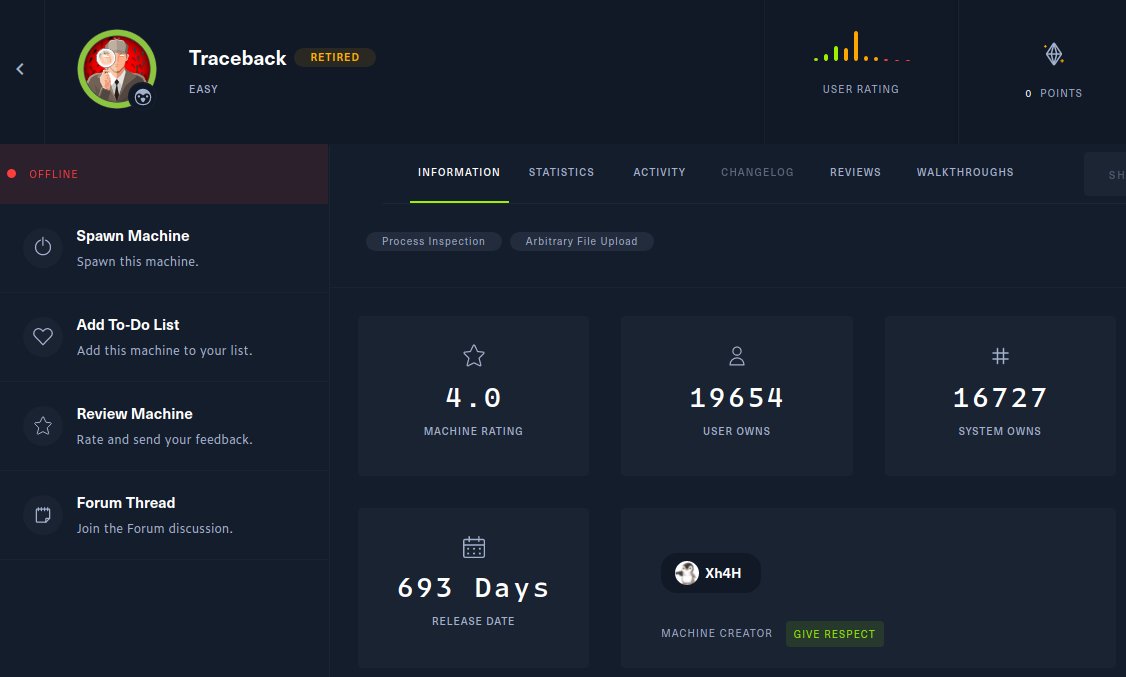 Traceback RETIRED
EASY
USER RATING
0 POINTS
OFFLINE
INFORMATION STATISTICS ACTIVITY CHANGELOG REVIEWS WALKTHROUGHS SH
Spawn Machine
Spawn this machine.
Process Inspection Arbitrary File Upload
Add To-Do List
Add this machine to your list.
Review Machine
Rate and send your feedback.
Forum Thread
Join the Forum discussion.
4.0
MACHINE RATING
19654
USER OWNS
16727
SYSTEM OWNS
693 Days
RELEASE DATE
Xh4H
MACHINE CREATOR GIVE RESPECT